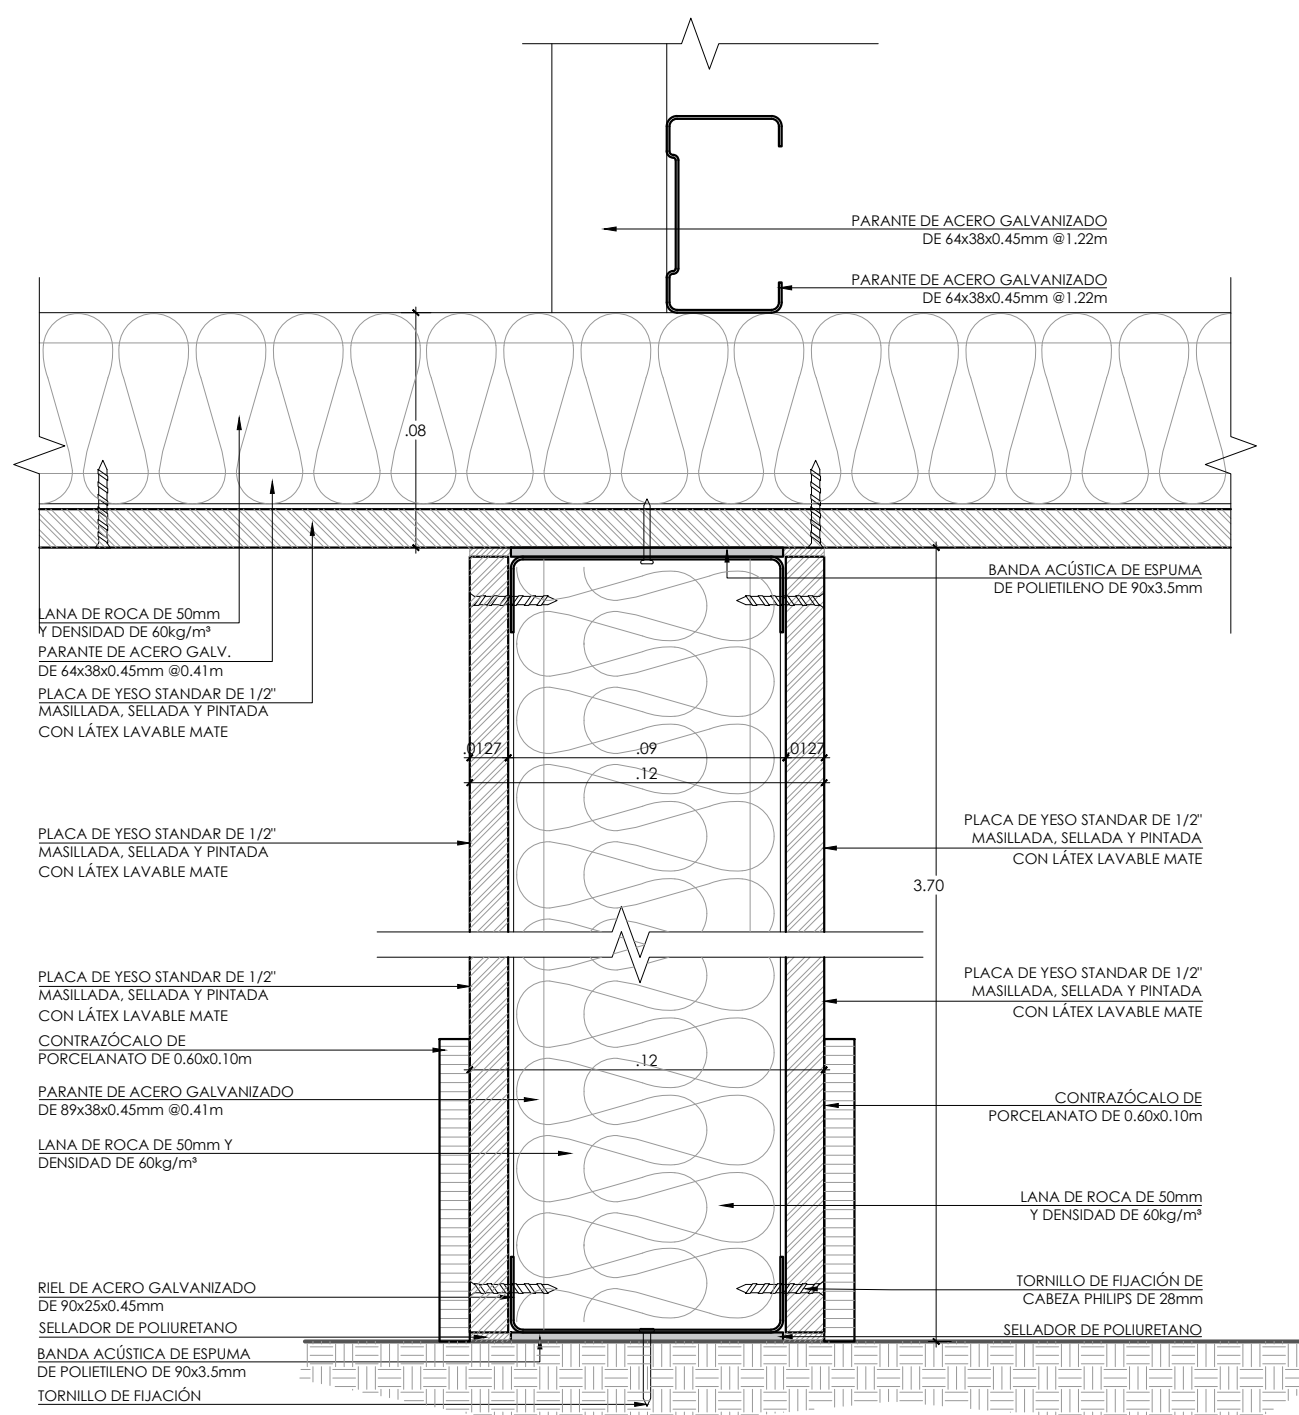 PARANTE DE ACERO GALVANIZADO
DE 64x38x0.45mm @1.22m
PARANTE DE ACERO GALVANIZADO
DE 64x38x0.45mm @1.22m
.08
BANDA ACÚSTICA DE ESPUMA
DE POLIETILENO DE 90x3.5mm
LANA DE ROCA DE 50mm
Y DENSIDAD DE 60kg/m³
PARANTE DE ACERO GALV.
DE 64x38x0.45mm @0.41m
PLACA DE YESO STANDAR DE 1/2"
MASILLADA, SELLADA Y PINTADA
CON LÁTEX LAVABLE MATE
.0127
.09
.0127
.12
PLACA DE YESO STANDAR DE 1/2"
MASILLADA, SELLADA Y PINTADA
CON LÁTEX LAVABLE MATE
PLACA DE YESO STANDAR DE 1/2"
MASILLADA, SELLADA Y PINTADA
CON LÁTEX LAVABLE MATE
3.70
PLACA DE YESO STANDAR DE 1/2"
MASILLADA, SELLADA Y PINTADA
CON LÁTEX LAVABLE MATE
PLACA DE YESO STANDAR DE 1/2"
MASILLADA, SELLADA Y PINTADA
CON LÁTEX LAVABLE MATE
CONTRAZÓCALO DE
PORCELANATO DE 0.60x0.10m
.12
PARANTE DE ACERO GALVANIZADO
DE 89x38x0.45mm @0.41m
CONTRAZÓCALO DE
PORCELANATO DE 0.60x0.10m
LANA DE ROCA DE 50mm Y
DENSIDAD DE 60kg/m³
LANA DE ROCA DE 50mm
Y DENSIDAD DE 60kg/m³
RIEL DE ACERO GALVANIZADO
DE 90x25x0.45mm
TORNILLO DE FIJACIÓN DE
CABEZA PHILIPS DE 28mm
SELLADOR DE POLIURETANO
SELLADOR DE POLIURETANO
BANDA ACÚSTICA DE ESPUMA
DE POLIETILENO DE 90x3.5mm
TORNILLO DE FIJACIÓN